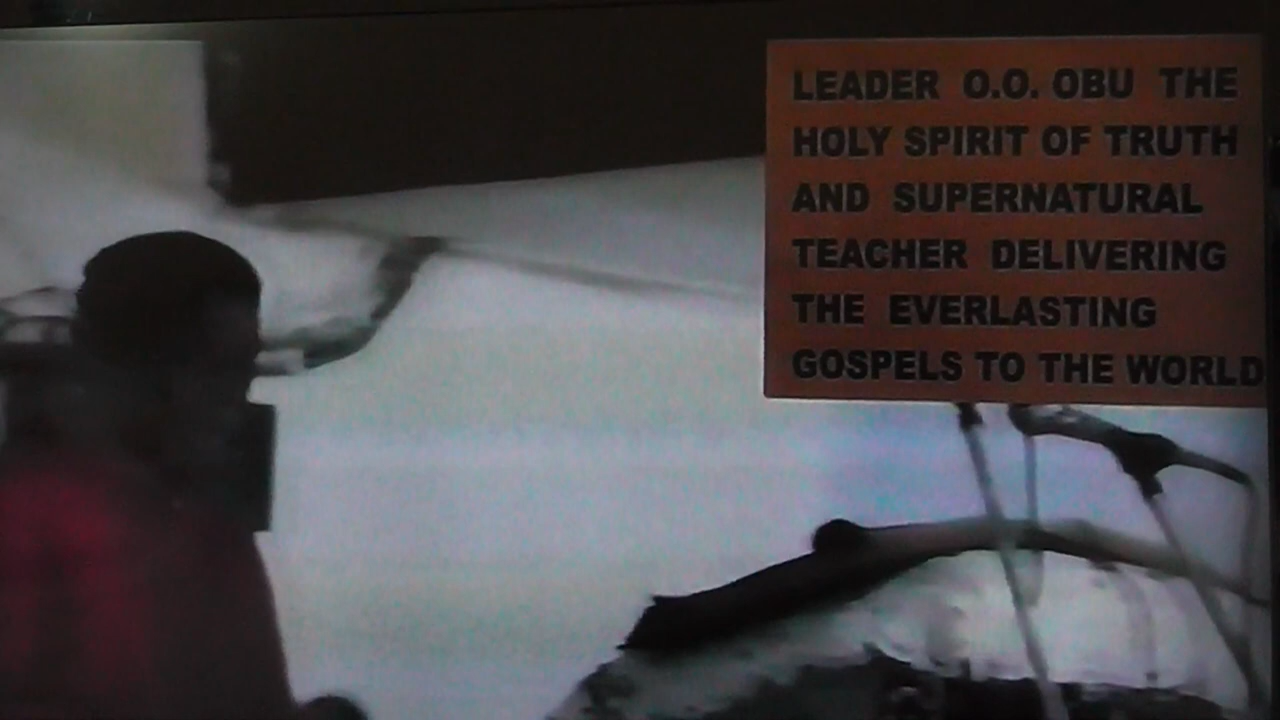 LEADER O.O. OBU THE
HOLY SPIRIT OF TRUTH
AND SUPERNATURAL
TEACHER DELIVERING
THE EVERLASTING
GOSPELS TO THE WORLD